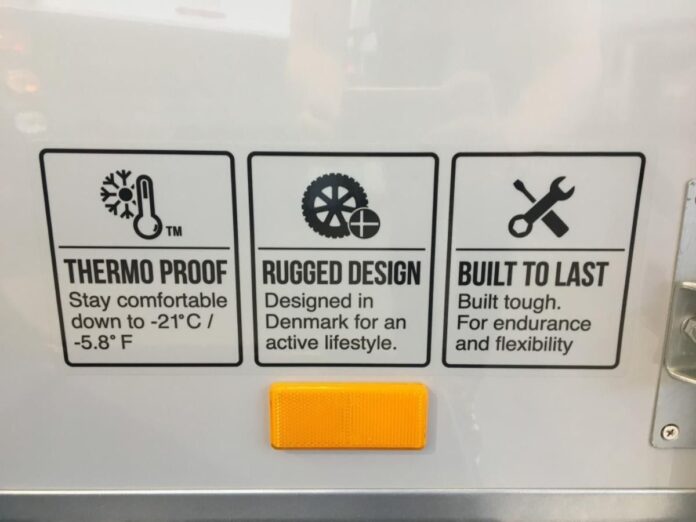 TM
THERMO PROOF
Stay comfortable
down to -21°C /
-5.8° F
RUGGED DESIGN
Designed in
Denmark for an
active lifestyle.
BUILT TO LAST
Built tough.
For endurance
and flexibility